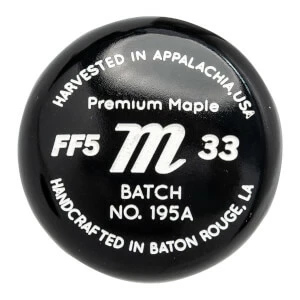 HARVESTED IN APPALACHIA, USA
Premium Maple
FF5 m 33
BATCH
NO. 195A
HANDCRAFTED IN BATON ROUGE, LA